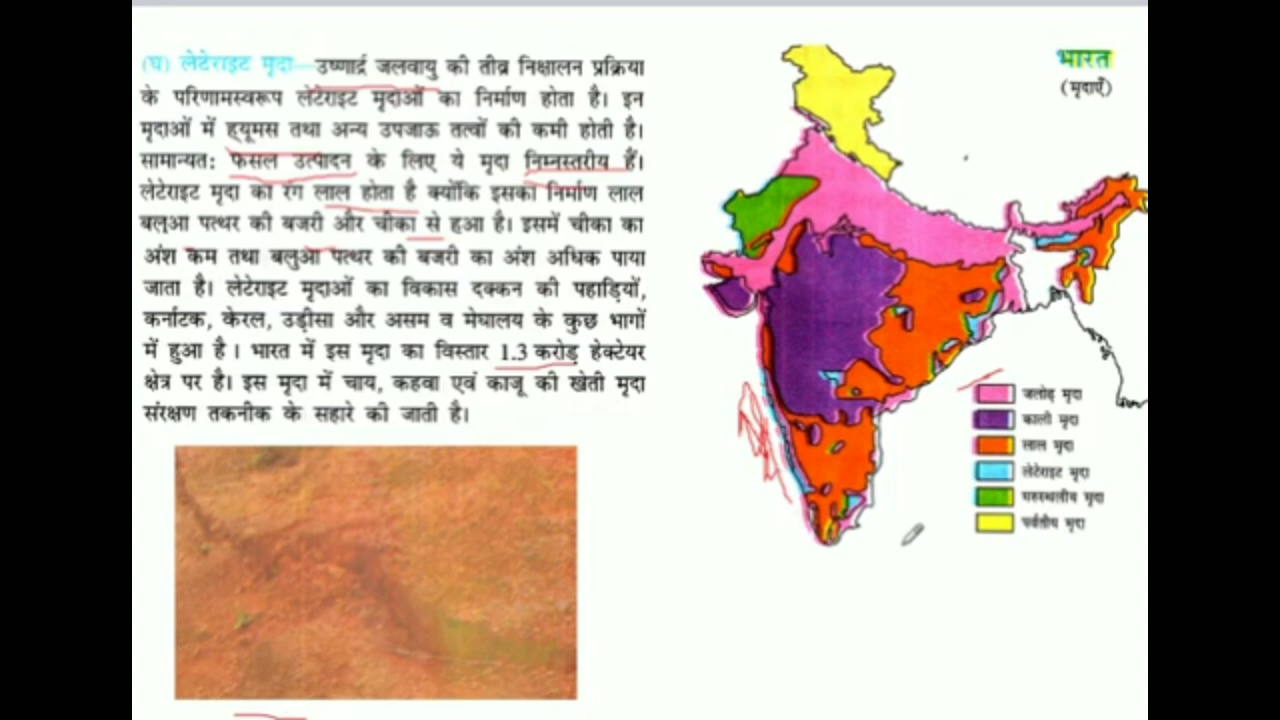 (घ) लेटेराइट मृदा— उष्णार्द्र जलवायु की तीव्र निक्षालन प्रक्रिया
के परिणामस्वरूप लेटेराइट मृदाओं का निर्माण होता है। इन
मृदाओं में ह्यूमस तथा अन्य उपजाऊ तत्वों की कमी होती है।
सामान्यत: फसल उत्पादन के लिए ये मृदा निम्नस्तरीय हैं।
लेटेराइट मृदा का रंग लाल होता है क्योंकि इसका निर्माण लाल
बलुआ पत्थर की बजरी और चीका से हुआ है। इसमें चीका का
अंश कम तथा बलुआ पत्थर की बजरी का अंश अधिक पाया
जाता है। लेटेराइट मृदाओं का विकास दक्कन की पहाड़ियों,
कर्नाटक, केरल, उड़ीसा और असम व मेघालय के कुछ भागों
में हुआ है। भारत में इस मृदा का विस्तार 1.3 करोड़ हेक्टेयर
क्षेत्र पर है। इस मृदा में चाय, कहवा एवं काजू की खेती मृदा
संरक्षण तकनीक के सहारे की जाती है।
भारत
(मृदाएँ)
जलोढ़ मृदा
काली मृदा
लाल मृदा
लेटेराइट मृदा
मरुस्थलीय मृदा
पर्वतीय मृदा